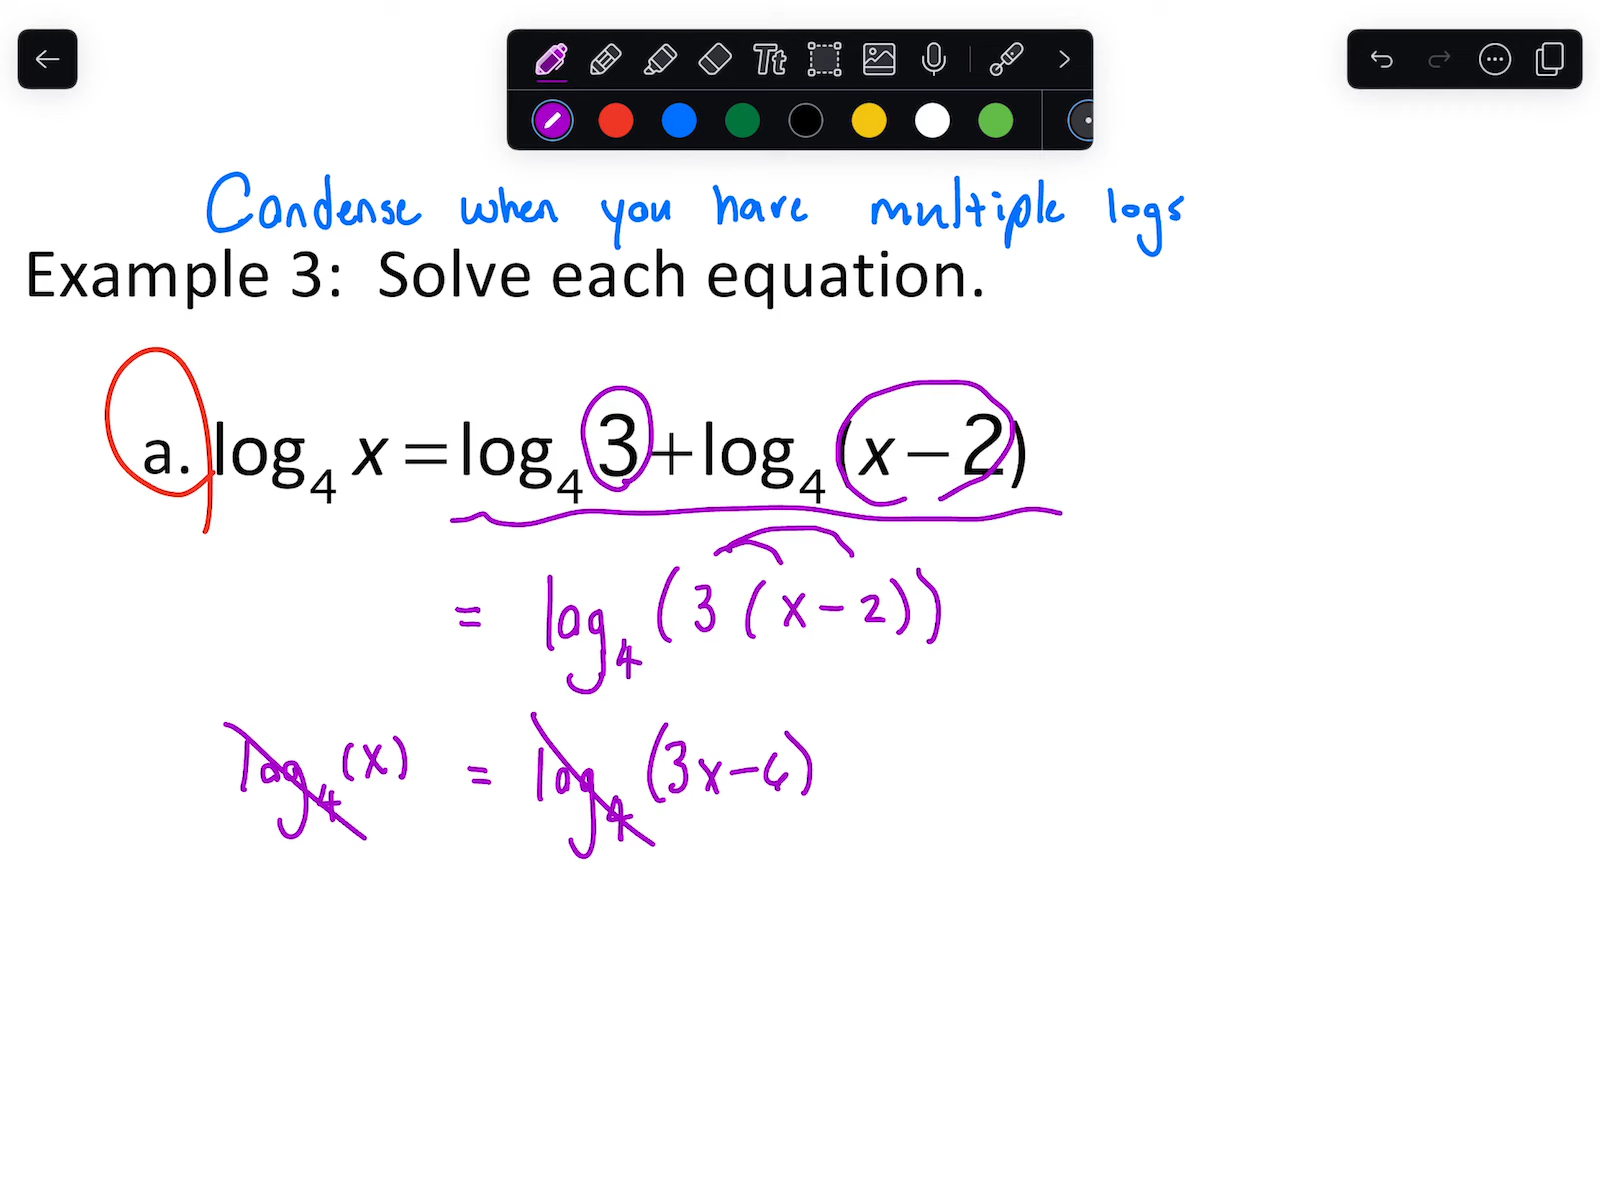 Tt
Condense when you have multiple logs
Example 3: Solve each equation.
a. log₄ x = log₄ 3 + log₄ (x − 2)
= log₄ (3 (x − 2))
log₄ (x) = log₄ (3x − 6)